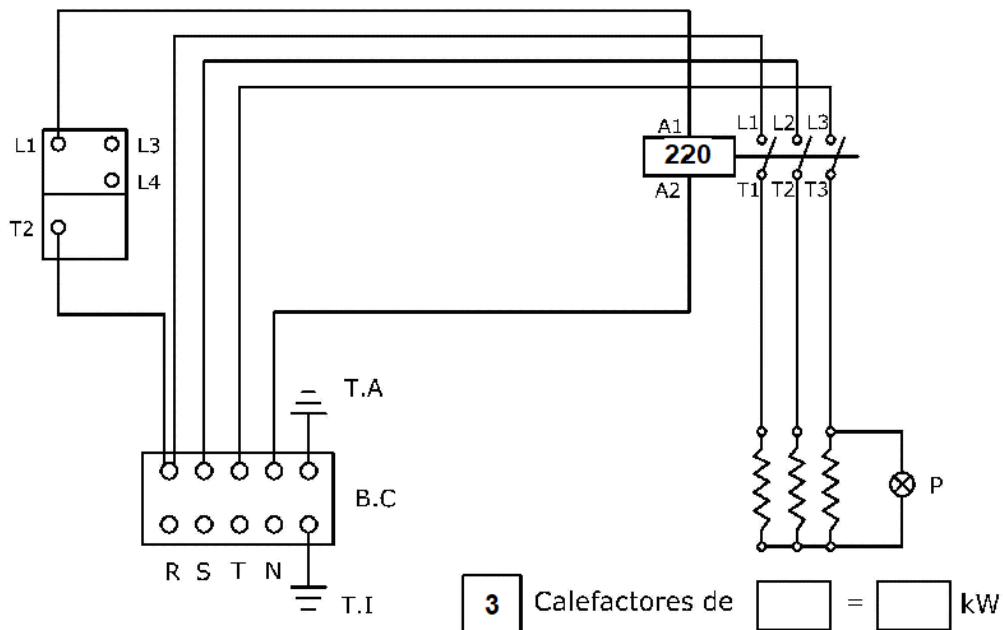 A1
L1 L2 L3
L1 L3
220
L4
A2
T1 T2 T3
T2
T.A
P
B.C
R S T N
T.I
3 Calefactores de = kW